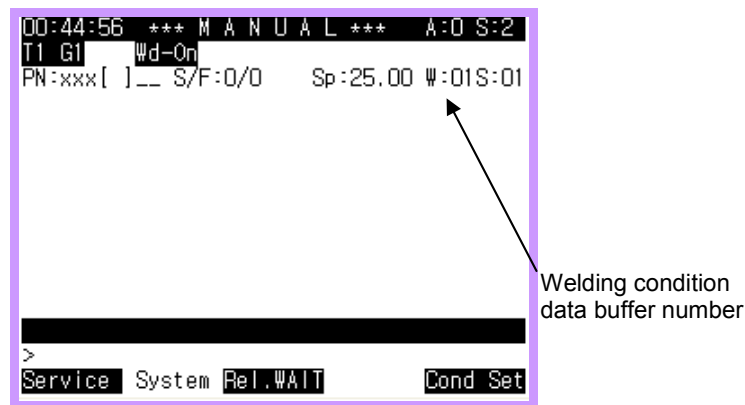 00:44:56 *** M A N U A L *** A:0 S:2
T1 G1 Wd-On
PN:xxx[ ]__ S/F:0/0 Sp:25.00 W:01S:01
Welding condition
data buffer number
>
Service System Rel.WAIT Cond Set